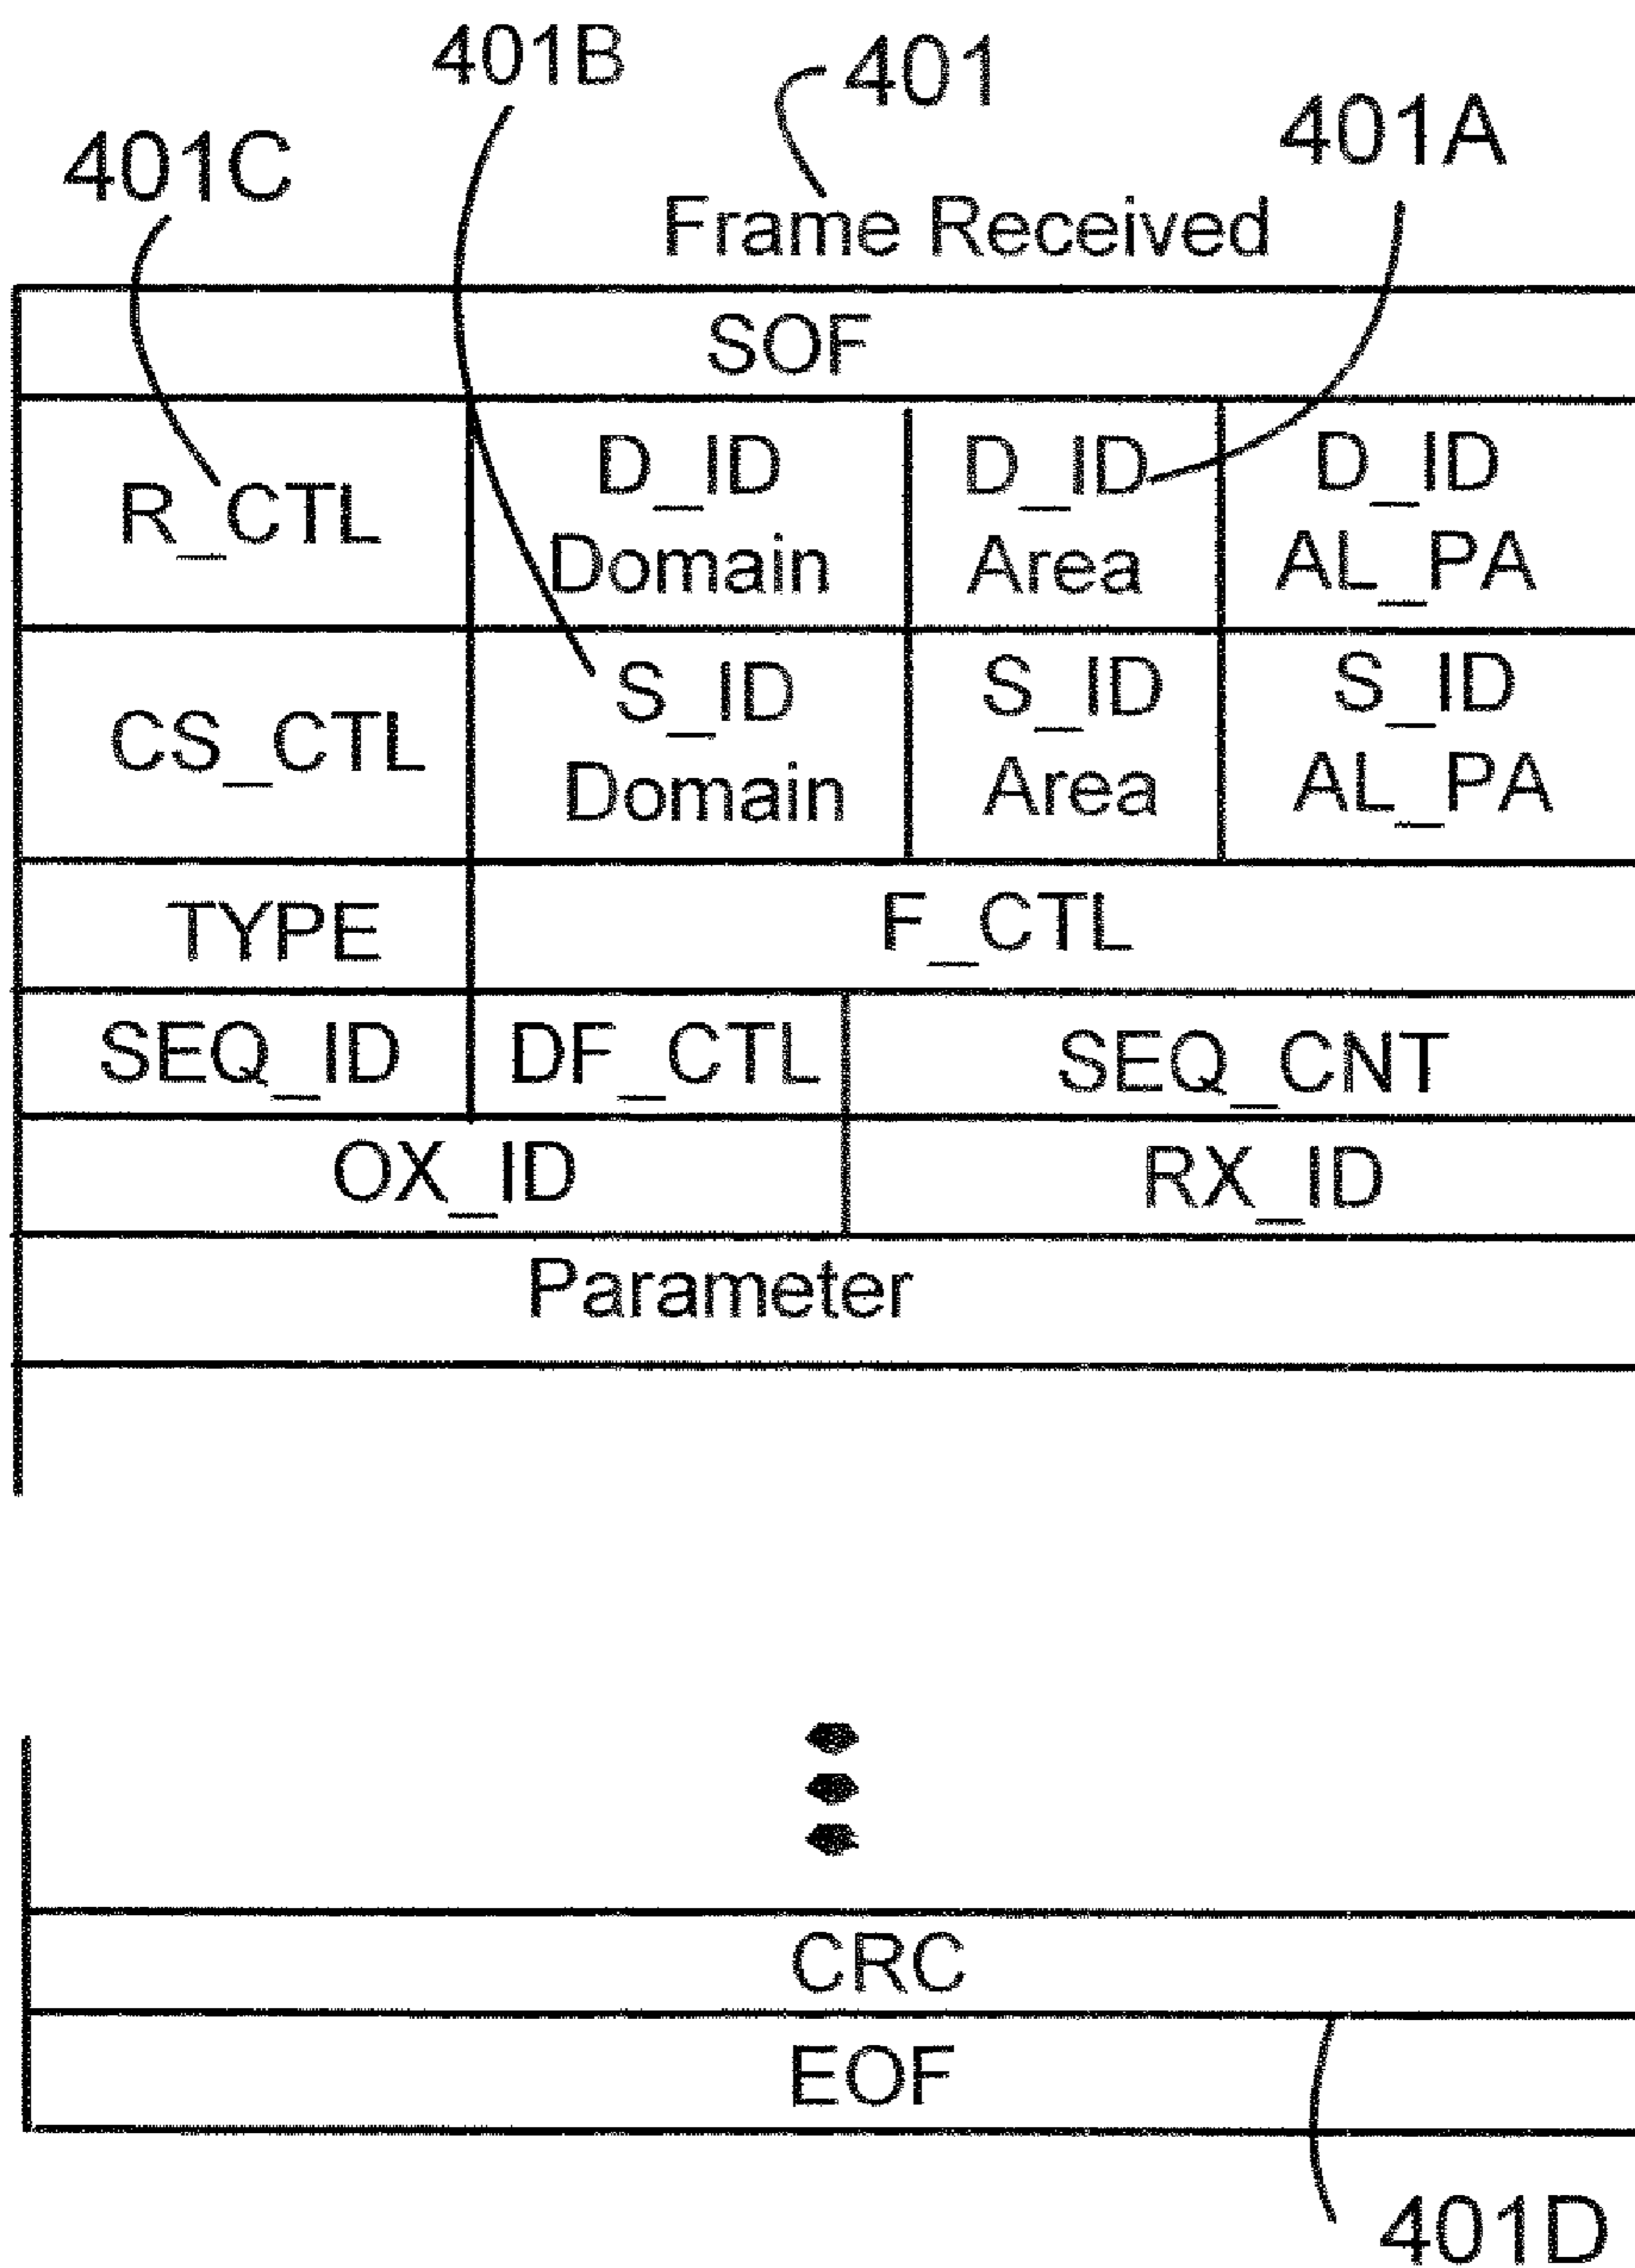 401B
401
401A
401C
Frame Received
SOF
R_CTL
D_ID Domain
D_ID Area
D_ID AL_PA
CS_CTL
S_ID Domain
S_ID Area
S_ID AL_PA
TYPE
F_CTL
SEQ_ID
DF_CTL
SEQ_CNT
OX_ID
RX_ID
Parameter
CRC
EOF
401D